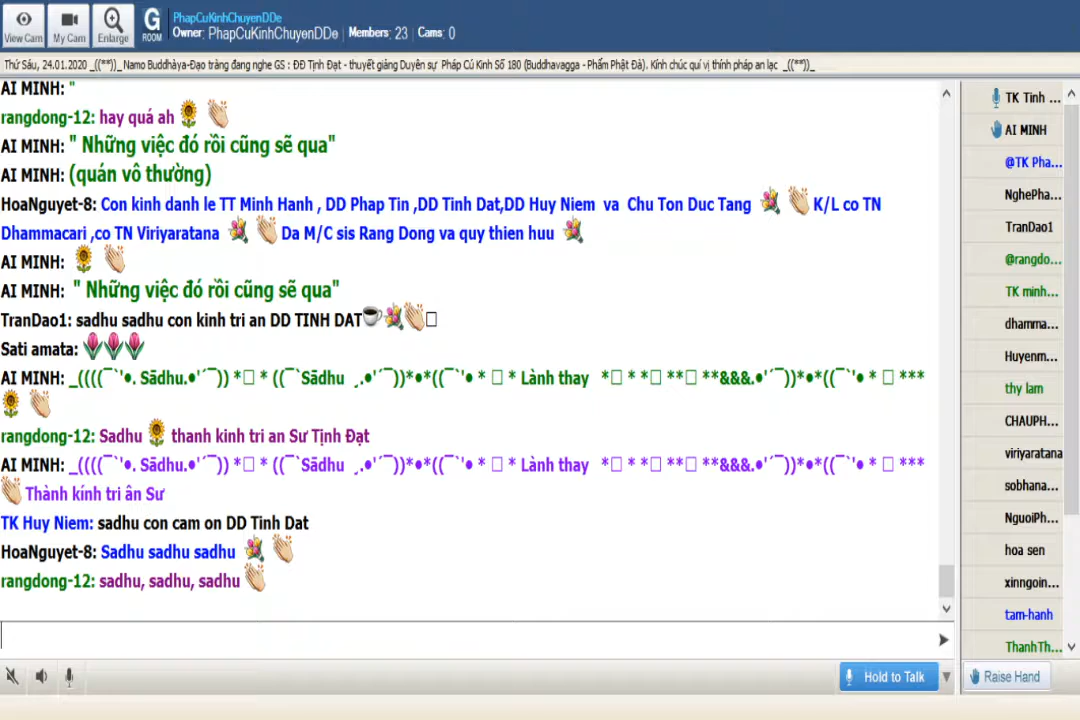 PhapCuKinhChuyenDDe
Owner: PhapCuKinhChuyenDDe Members: 23 Cams: 0
View Cam My Cam Enlarge G ROOM
Thứ Sáu, 24.01.2020 _((**))_ Namo Buddhàya-Đạo tràng đang nghe GS : ĐĐ Tịnh Đạt - thuyết giảng Duyên sự Pháp Cú Kinh Số 180 (Buddhavagga - Phẩm Phật Đà). Kính chúc quí vị thính pháp an lạc _((**))_
AI MINH: "
rangdong-12: hay quá ah
AI MINH: " Những việc đó rồi cũng sẽ qua"
AI MINH: (quán vô thường)
HoaNguyet-8: Con kinh danh le TT Minh Hanh , DD Phap Tin ,DD Tinh Dat,DD Huy Niem va Chu Ton Duc Tang K/L co TN
Dhammacari ,co TN Viriyaratana Da M/C sis Rang Dong va quy thien huu
AI MINH:
AI MINH: " Những việc đó rồi cũng sẽ qua"
TranDao1: sadhu sadhu con kinh tri an DD TINH DAT
Sati amata:
AI MINH: _((((¯`'•. Sādhu.•'´¯)) *□ * ((¯`Sādhu ¸.•'´¯))*•*((¯`'• * □ * Lành thay *□ * *□ **□ **&&&.•'´¯))*•*((¯`'• * □ ***
rangdong-12: Sadhu thanh kinh tri an Sư Tịnh Đạt
AI MINH: _((((¯`'•. Sādhu.•'´¯)) *□ * ((¯`Sādhu ¸.•'´¯))*•*((¯`'• * □ * Lành thay *□ * *□ **□ **&&&.•'´¯))*•*((¯`'• * □ ***
Thành kính tri ân Sư
TK Huy Niem: sadhu con cam on DD Tinh Dat
HoaNguyet-8: Sadhu sadhu sadhu
rangdong-12: sadhu, sadhu, sadhu
Hold to Talk
TK Tinh ...
AI MINH
@TK Pha...
NghePha...
TranDao1
@rangdo...
TK minh...
dhamma...
Huyenm...
thy lam
CHAUPH...
viriyaratana
sobhana...
NguoiPh...
hoa sen
xinngoin...
tam-hanh
ThanhTh...
Raise Hand